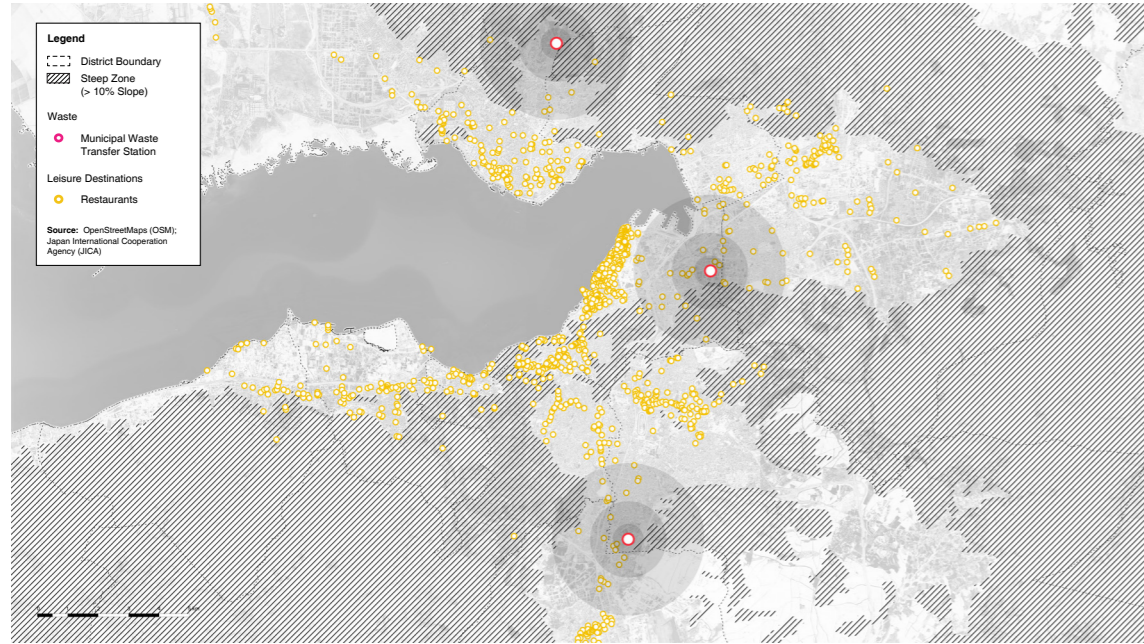 Legend
District Boundary
Steep Zone
(> 10% Slope)
Waste
Municipal Waste
Transfer Station
Leisure Destinations
Restaurants
Source: OpenStreetMaps (OSM);
Japan International Cooperation
Agency (JICA)